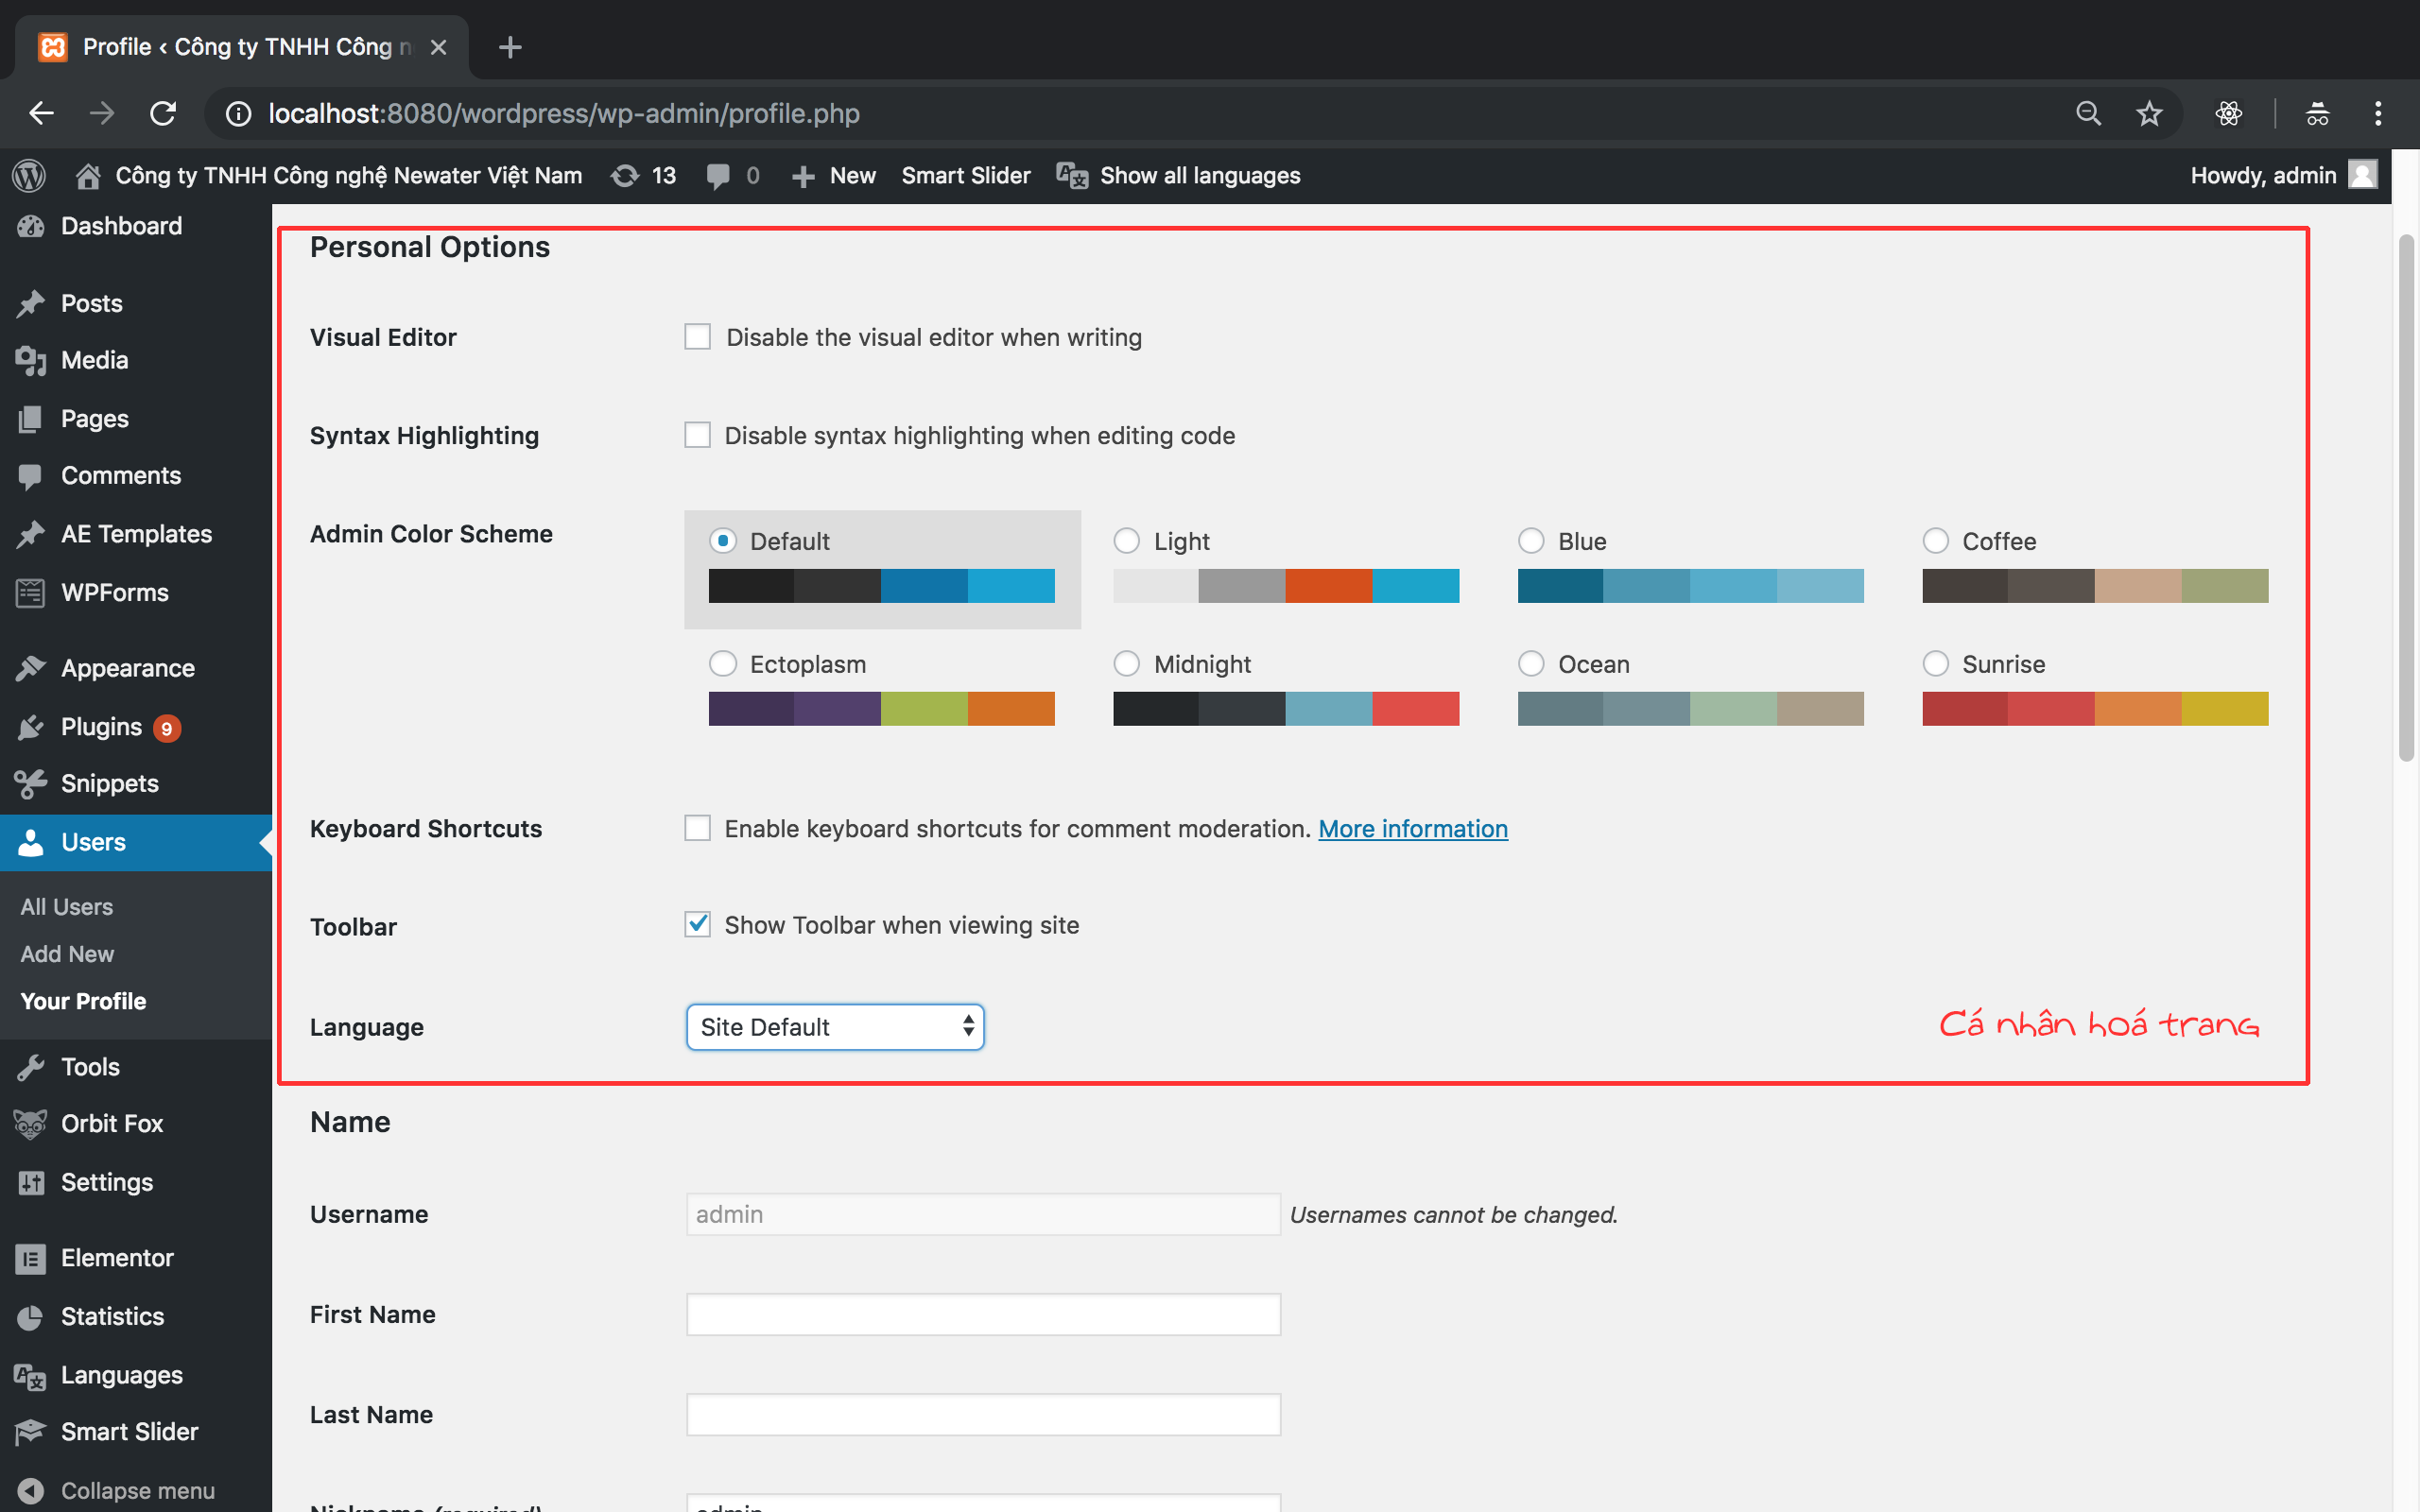 Profile ‹ Công ty TNHH Công n
localhost:8080/wordpress/wp-admin/profile.php
Công ty TNHH Công nghệ Newater Việt Nam 13 0 New Smart Slider Show all languages Howdy, admin
Dashboard
Posts
Media
Pages
Comments
AE Templates
WPForms
Appearance
Plugins 9
Snippets
Users
All Users
Add New
Your Profile
Tools
Orbit Fox
Settings
Elementor
Statistics
Languages
Smart Slider
Collapse menu
Personal Options
Visual Editor Disable the visual editor when writing
Syntax Highlighting Disable syntax highlighting when editing code
Admin Color Scheme Default Light Blue Coffee
Ectoplasm Midnight Ocean Sunrise
Keyboard Shortcuts Enable keyboard shortcuts for comment moderation. More information
Toolbar Show Toolbar when viewing site
Language Site Default Cá nhân hoá trang
Name
Username admin Usernames cannot be changed.
First Name
Last Name
Nickname (required) admin